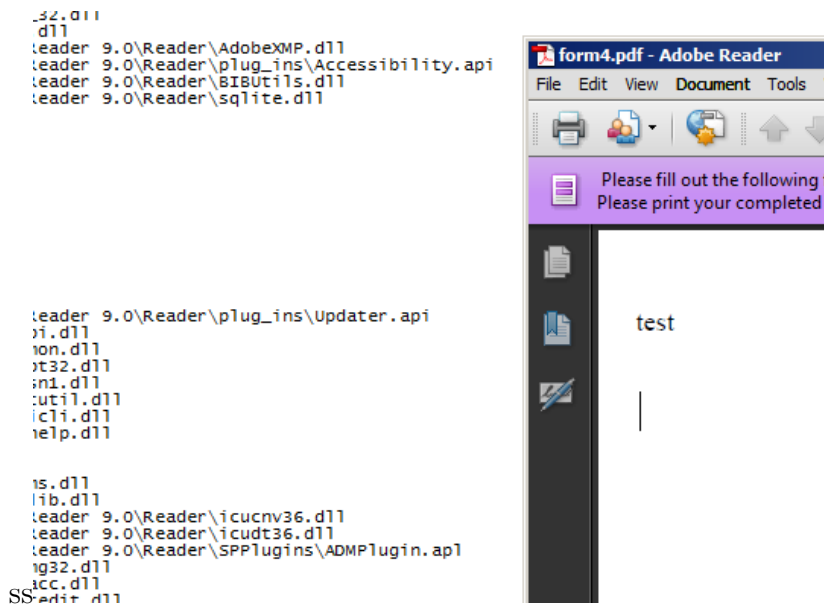 _32.dll
dll
Reader 9.0\Reader\AdobeXMP.dll
Reader 9.0\Reader\plug_ins\Accessibility.api
Reader 9.0\Reader\BIBUtils.dll
Reader 9.0\Reader\sqlite.dll
Reader 9.0\Reader\plug_ins\Updater.api
pi.dll
mon.dll
pt32.dll
sn1.dll
cutil.dll
icli.dll
help.dll
ns.dll
lib.dll
Reader 9.0\Reader\icucnv36.dll
Reader 9.0\Reader\icudt36.dll
Reader 9.0\Reader\SPPlugins\ADMPlugin.apl
ng32.dll
acc.dll
edit.dll
ss
form4.pdf - Adobe Reader
File Edit View Document Tools
Please fill out the following
Please print your completed
test